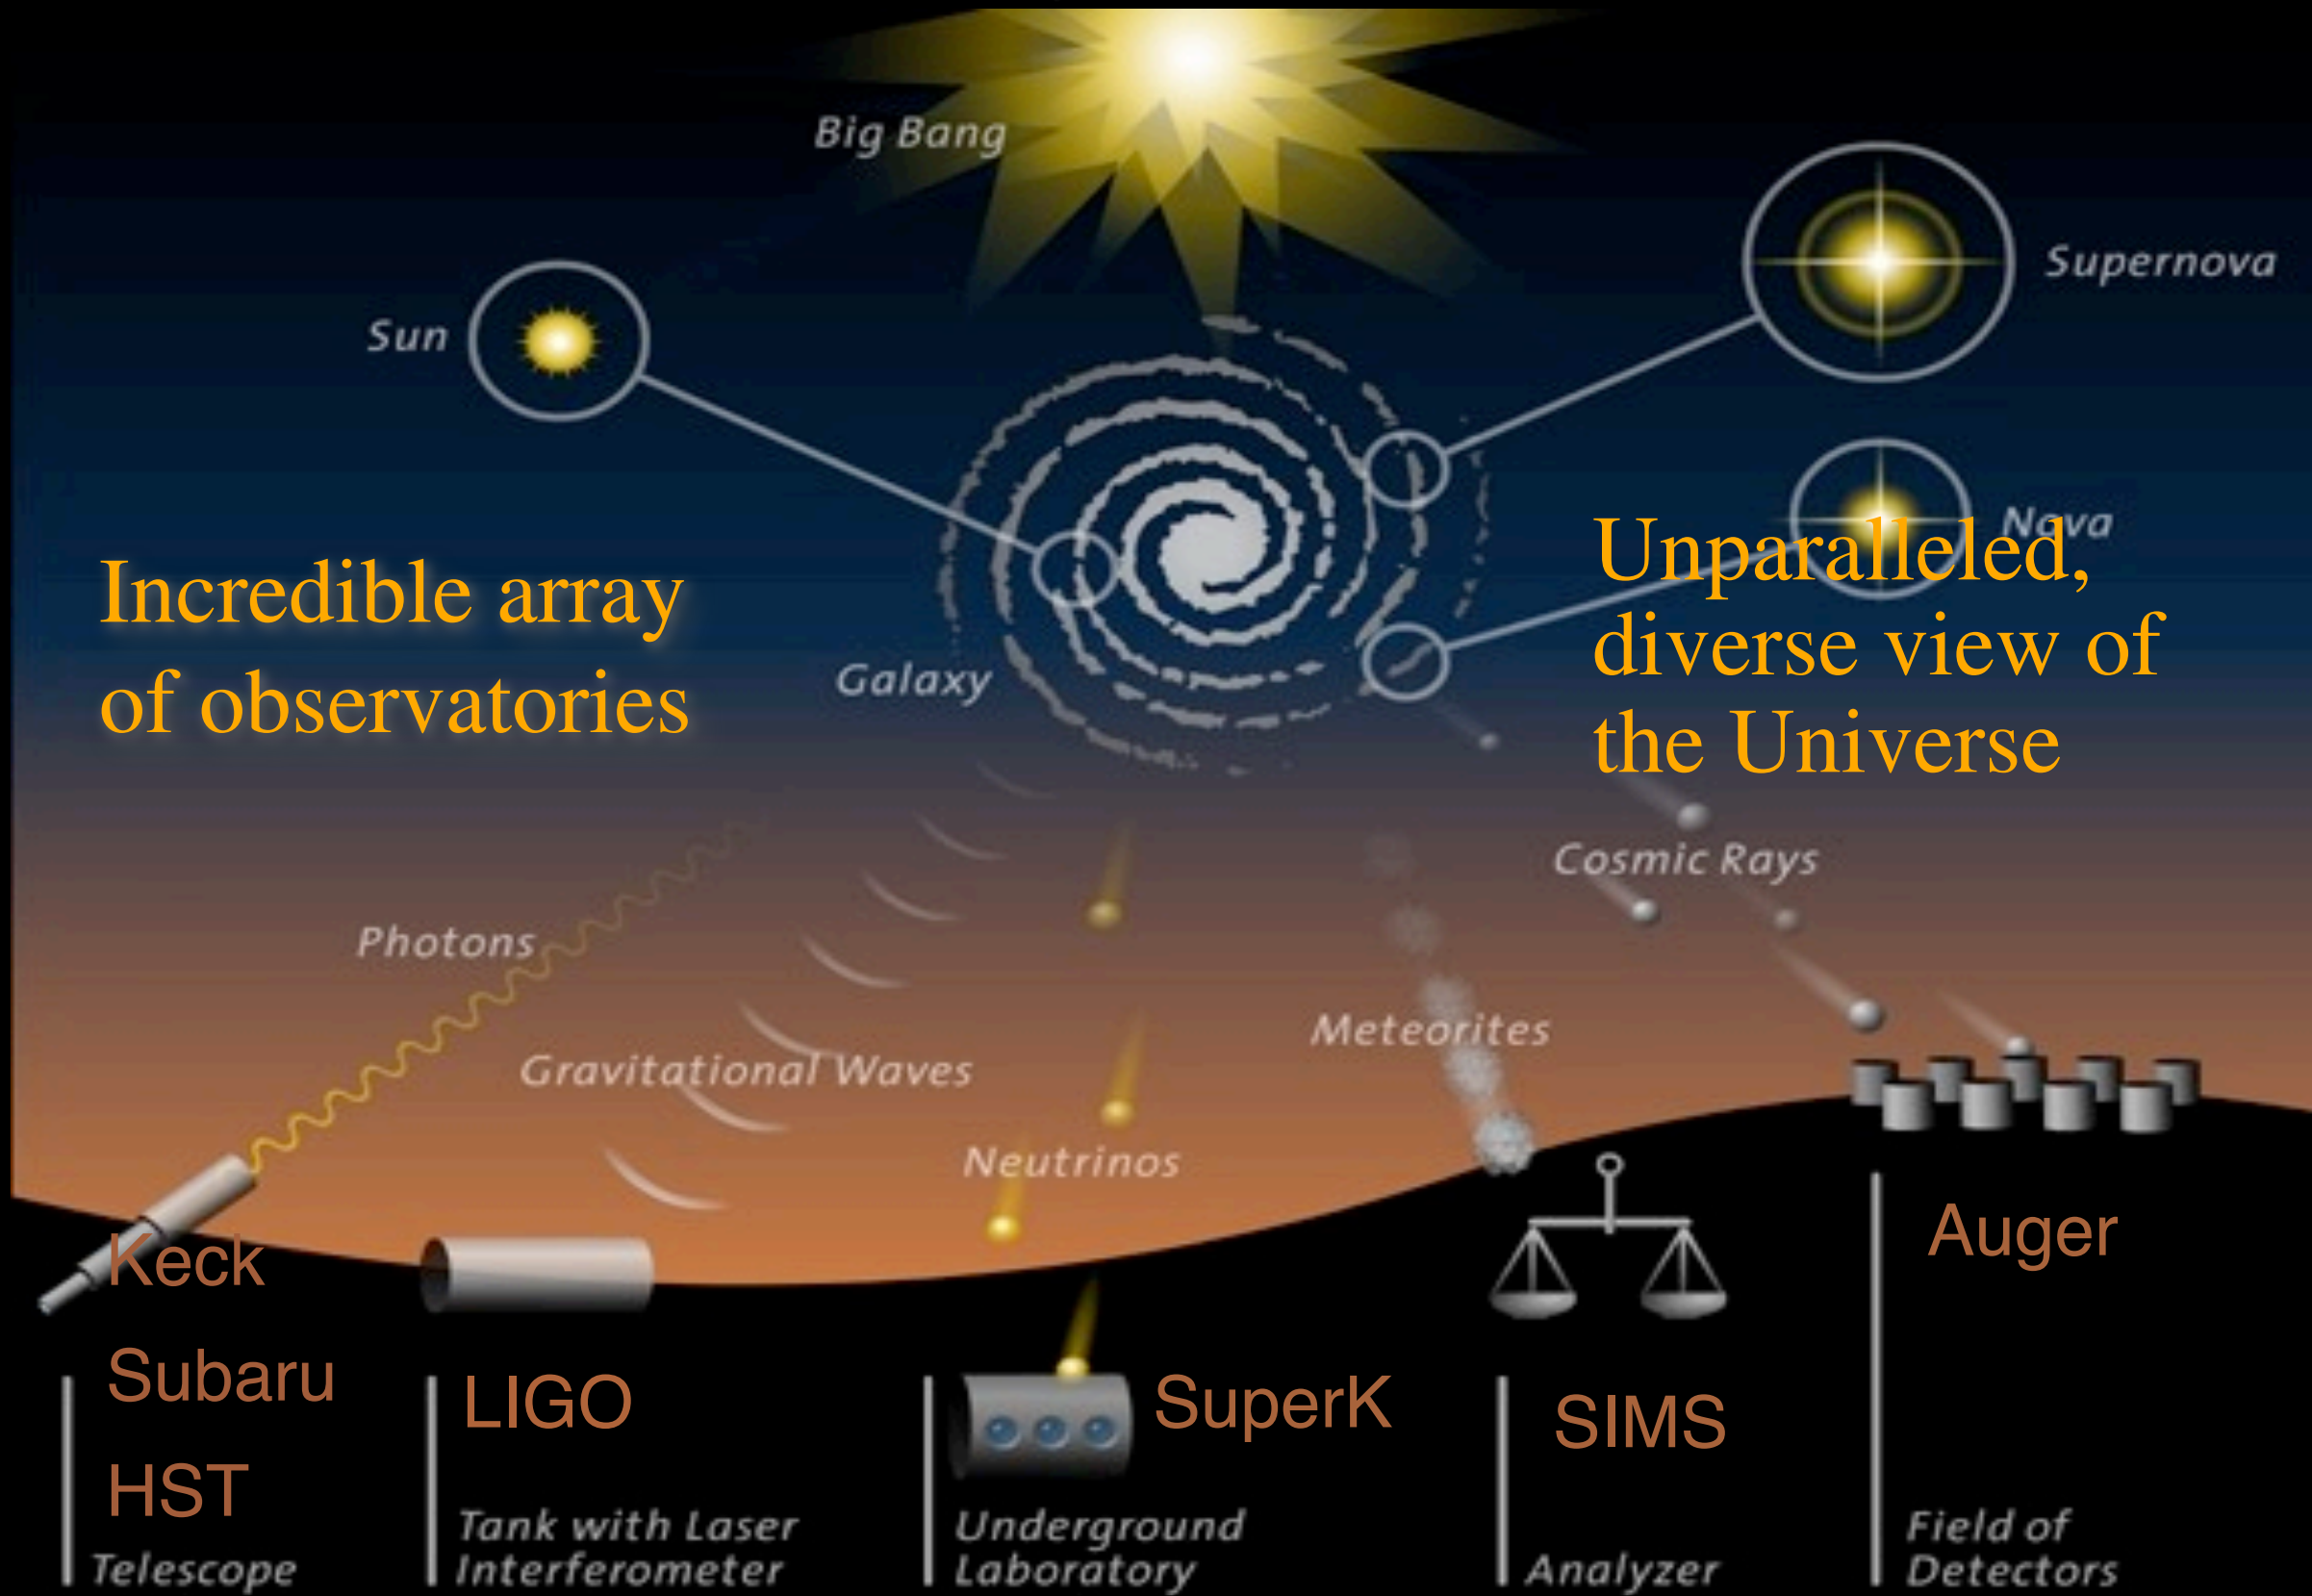 Big Bang
Supernova
Sun
Nova
Unparalleled,
diverse view of
the Universe
Incredible array
of observatories
Galaxy
Cosmic Rays
Photons
Meteorites
Gravitational Waves
Neutrinos
Keck
Subaru
HST
Telescope
LIGO
Tank with Laser
Interferometer
SuperK
Underground
Laboratory
SIMS
Analyzer
Auger
Field of
Detectors